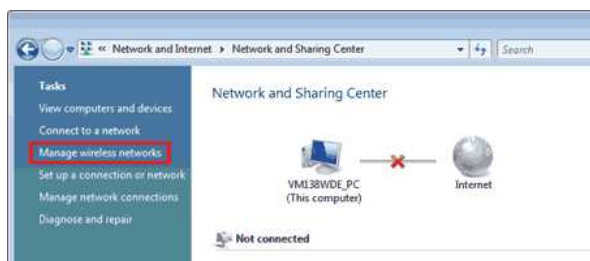 « Network and Internet › Network and Sharing Center
Search
Tasks
View computers and devices
Connect to a network
Manage wireless networks
Set up a connection or network
Manage network connections
Diagnose and repair
Network and Sharing Center
VM138WDE_PC
(This computer)
Internet
Not connected